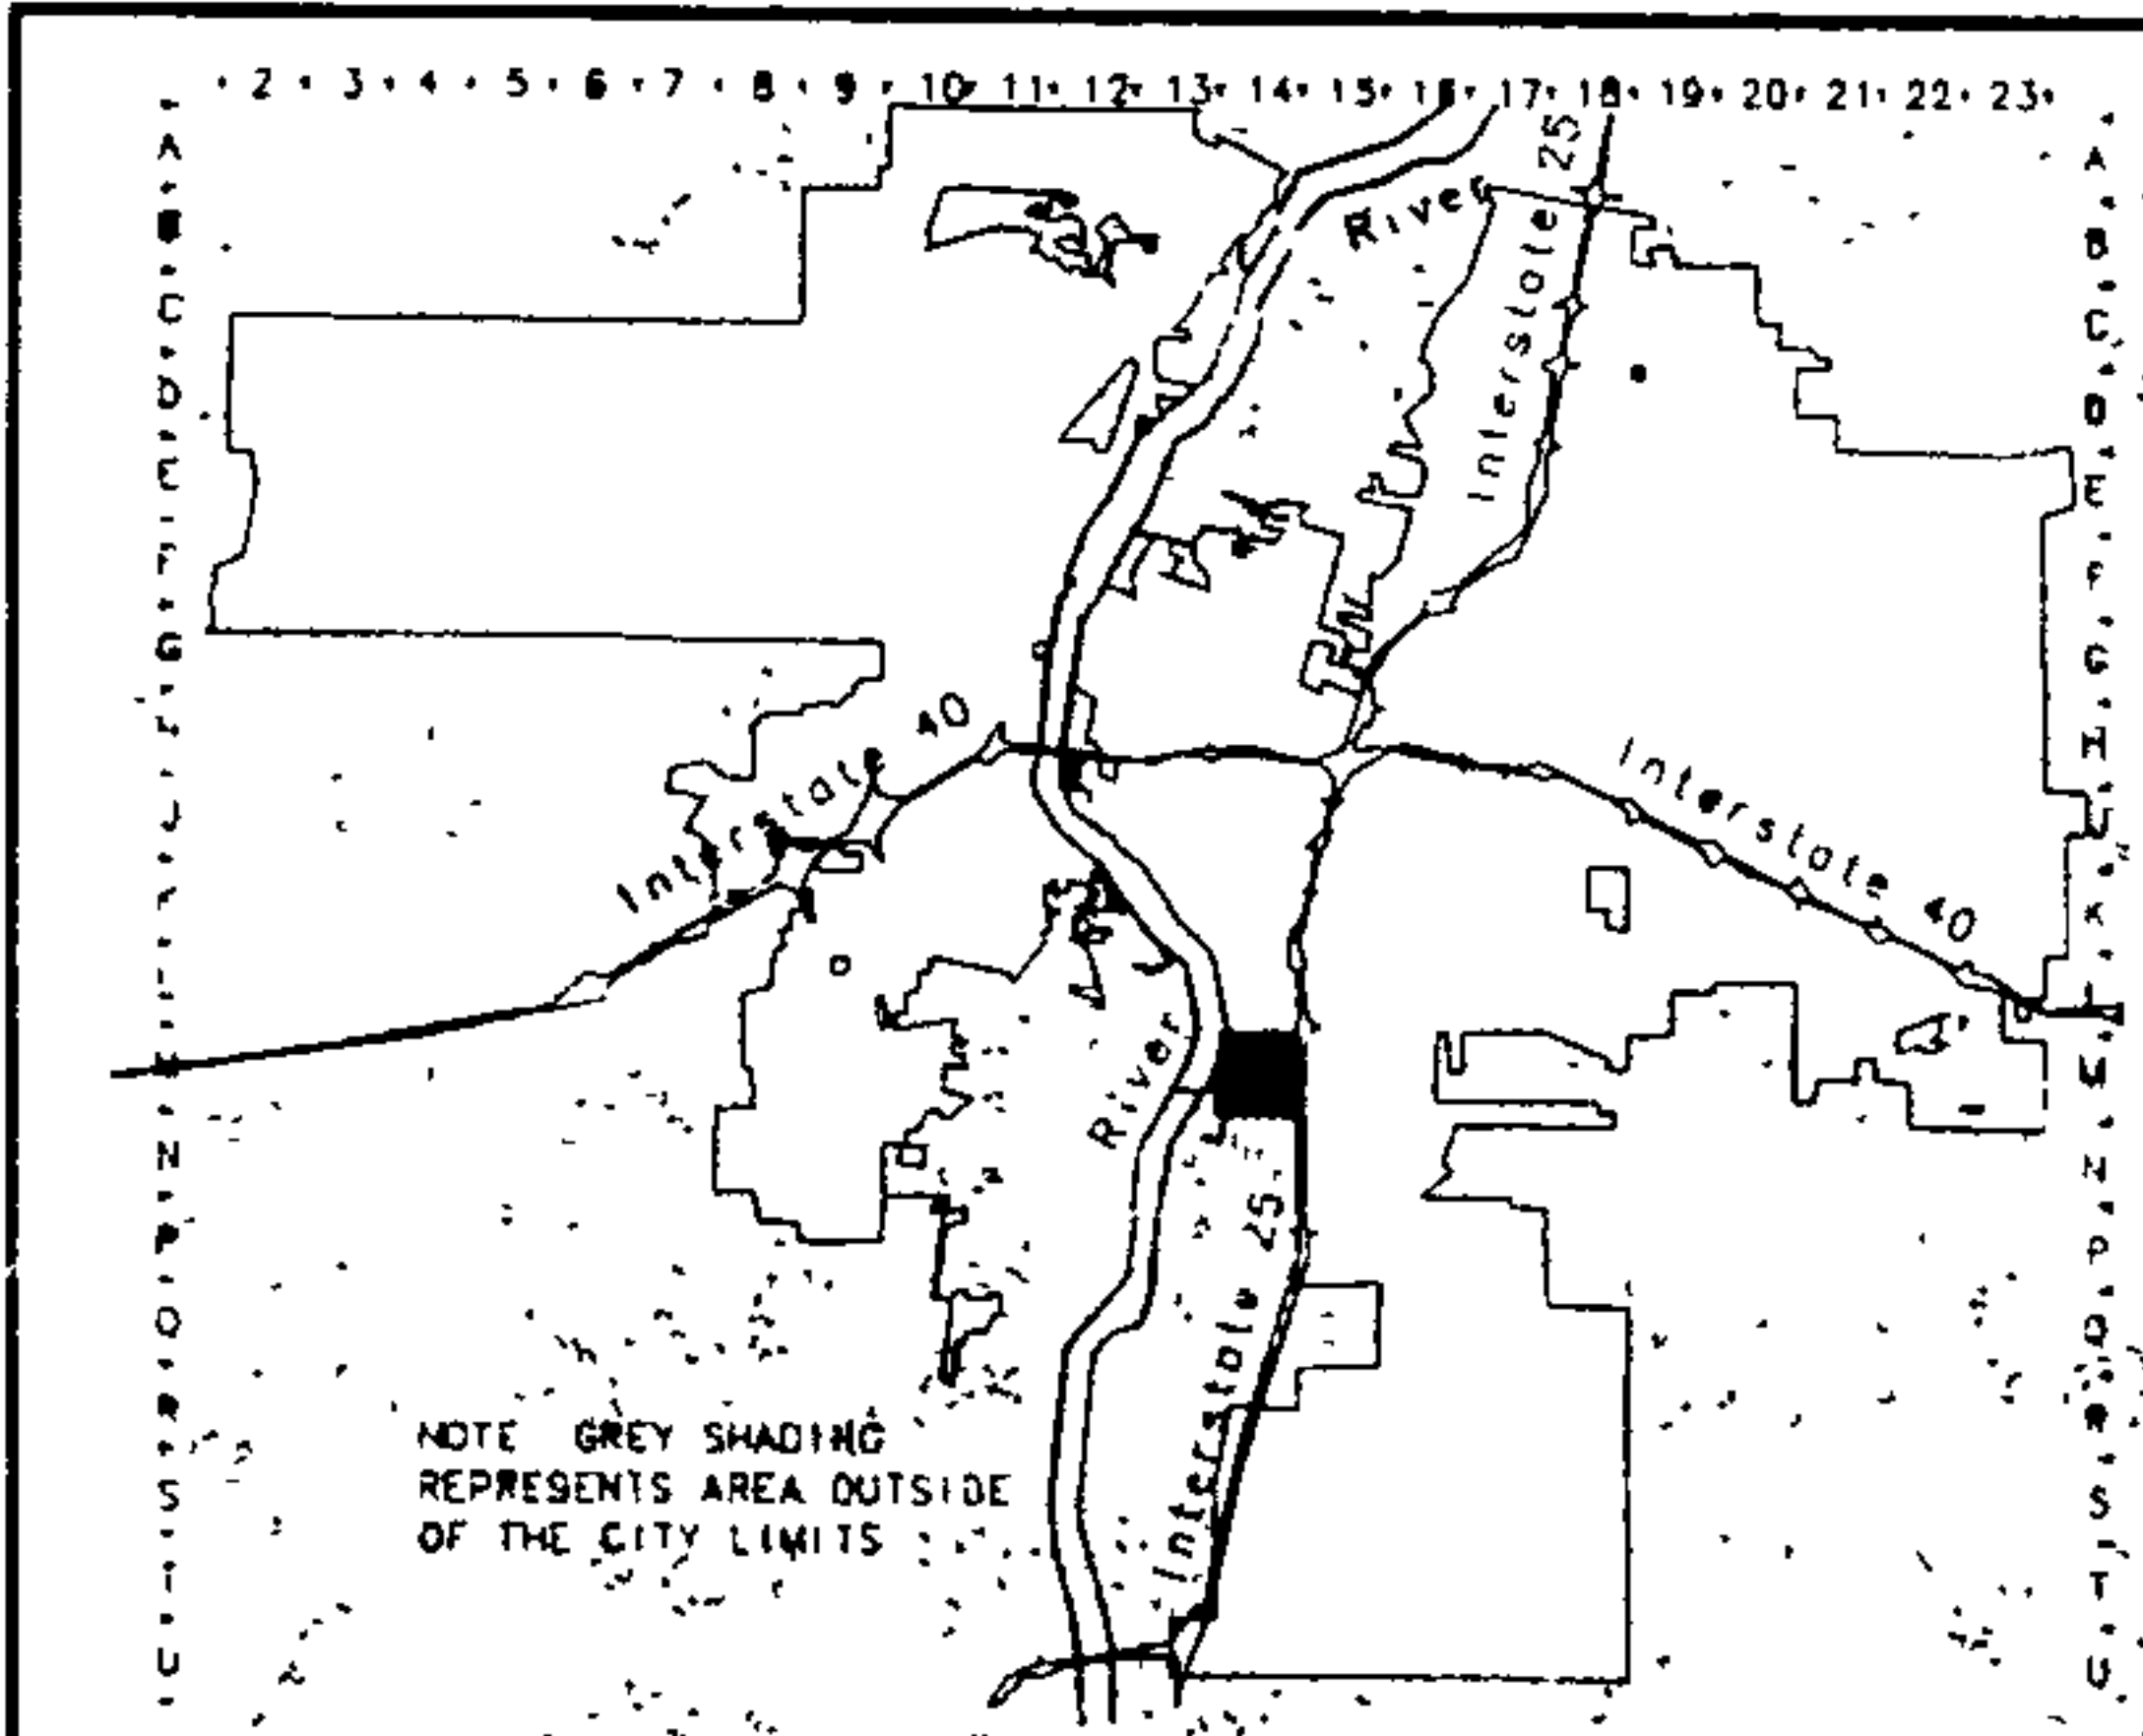 2 3 4 5 6 7 8 9 10 11 12 13 14 15 16 17 18 19 20 21 22 23
A
B
C
D
E
F
G
H
J
K
L
M
N
P
Q
R
S
T
U
A
B
C
D
E
F
G
H
J
K
L
M
N
P
Q
R
S
T
U
River
Interstate 25
Interstate 40
Interstate 40
River
Interstate 25
NOTE GREY SHADING
REPRESENTS AREA OUTSIDE
OF THE CITY LIMITS